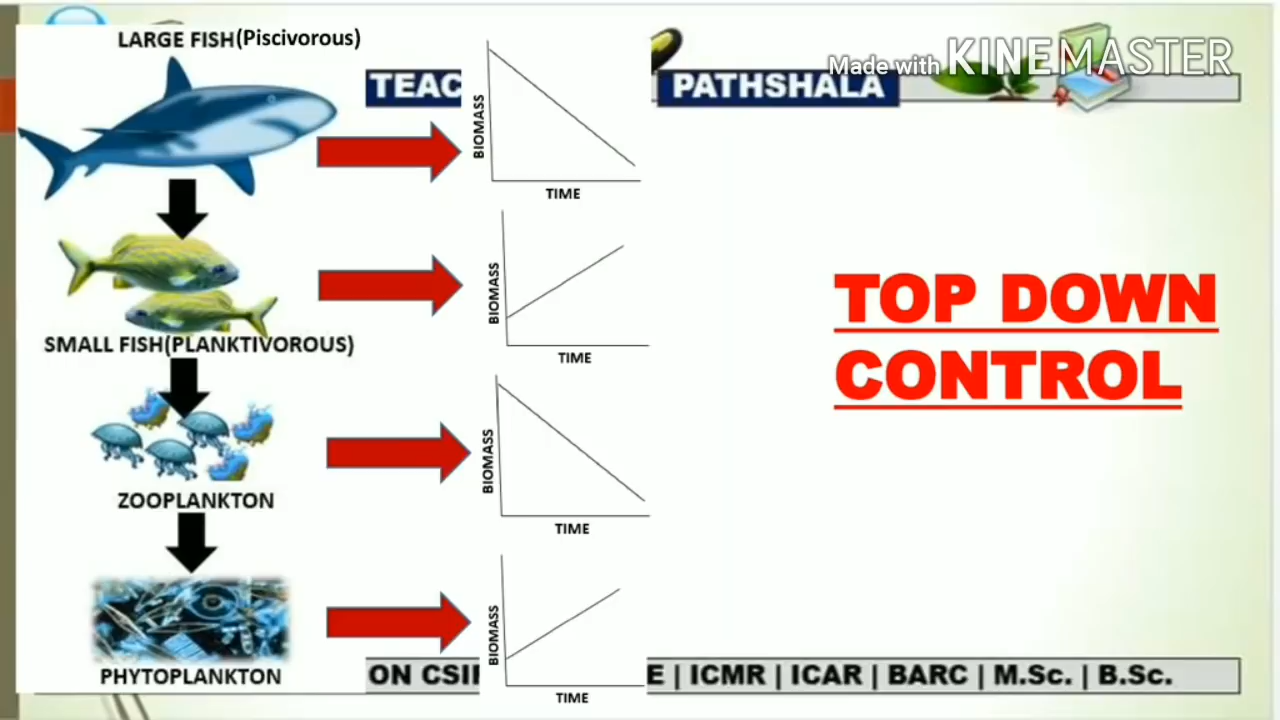 LARGE FISH(Piscivorous)
Made with KINEMASTER
TEAC
PATHSHALA
BIOMASS
TIME
TOP DOWN
CONTROL
BIOMASS
TIME
SMALL FISH(PLANKTIVOROUS)
BIOMASS
TIME
ZOOPLANKTON
BIOMASS
TIME
PHYTOPLANKTON
ON CSI
E | ICMR | ICAR | BARC | M.Sc. | B.Sc.